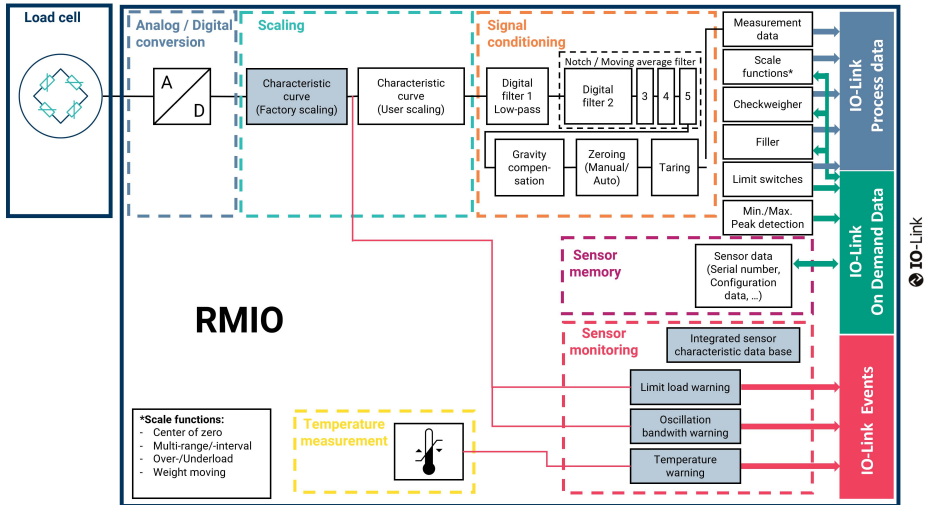 Load cell
Analog / Digital
conversion
A
D
Scaling
Characteristic
curve
(Factory scaling)
Characteristic
curve
(User scaling)
Signal
conditioning
Digital
filter 1
Low-pass
Notch / Moving average filter
Digital
filter 2
3
4
5
Gravity
compen-
sation
Zeroing
(Manual/
Auto)
Taring
Measurement
data
Scale
functions*
Checkweigher
Filler
Limit switches
Min./Max.
Peak detection
IO-Link
Process data
IO-Link
On Demand Data
IO-Link Events
IO-Link
Sensor
memory
Sensor data
(Serial number,
Configuration
data, ...)
RMIO
Sensor
monitoring
Integrated sensor
characteristic data base
Limit load warning
Oscillation
bandwith warning
Temperature
warning
Temperature
measurement
*Scale functions:
- Center of zero
- Multi-range/-interval
- Over-/Underload
- Weight moving